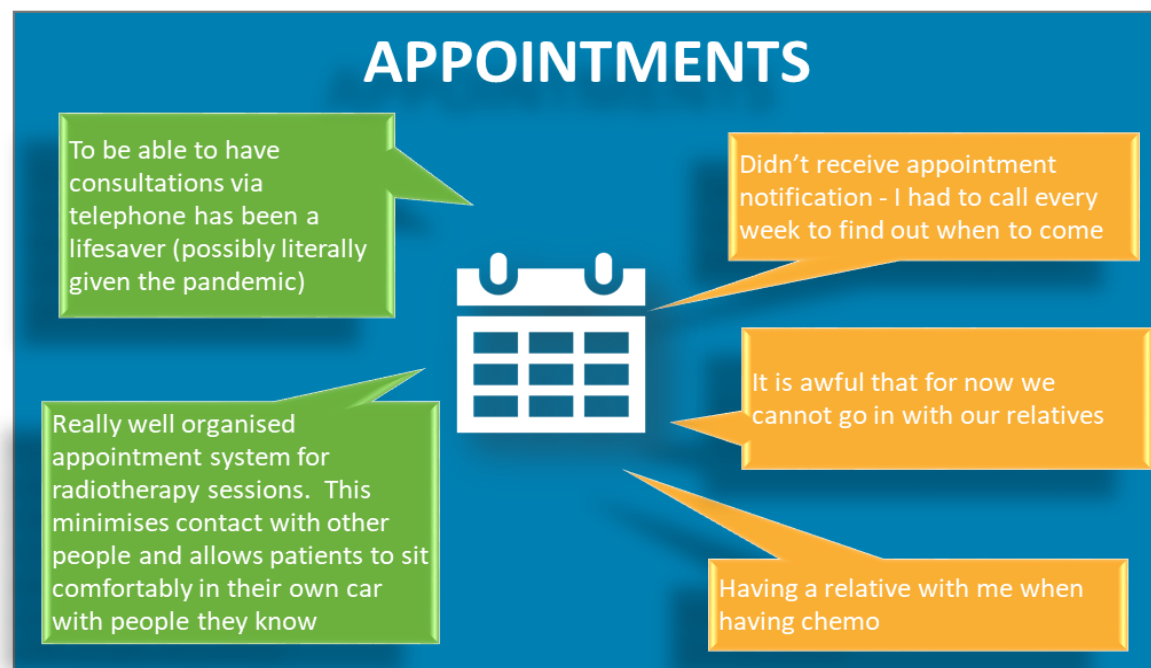 APPOINTMENTS
To be able to have
consultations via
telephone has been a
lifesaver (possibly literally
given the pandemic)
Really well organised
appointment system for
radiotherapy sessions.  This
minimises contact with other
people and allows patients to sit
comfortably in their own car
with people they know
Didn’t receive appointment
notification - I had to call every
week to find out when to come
It is awful that for now we
cannot go in with our relatives
Having a relative with me when
having chemo